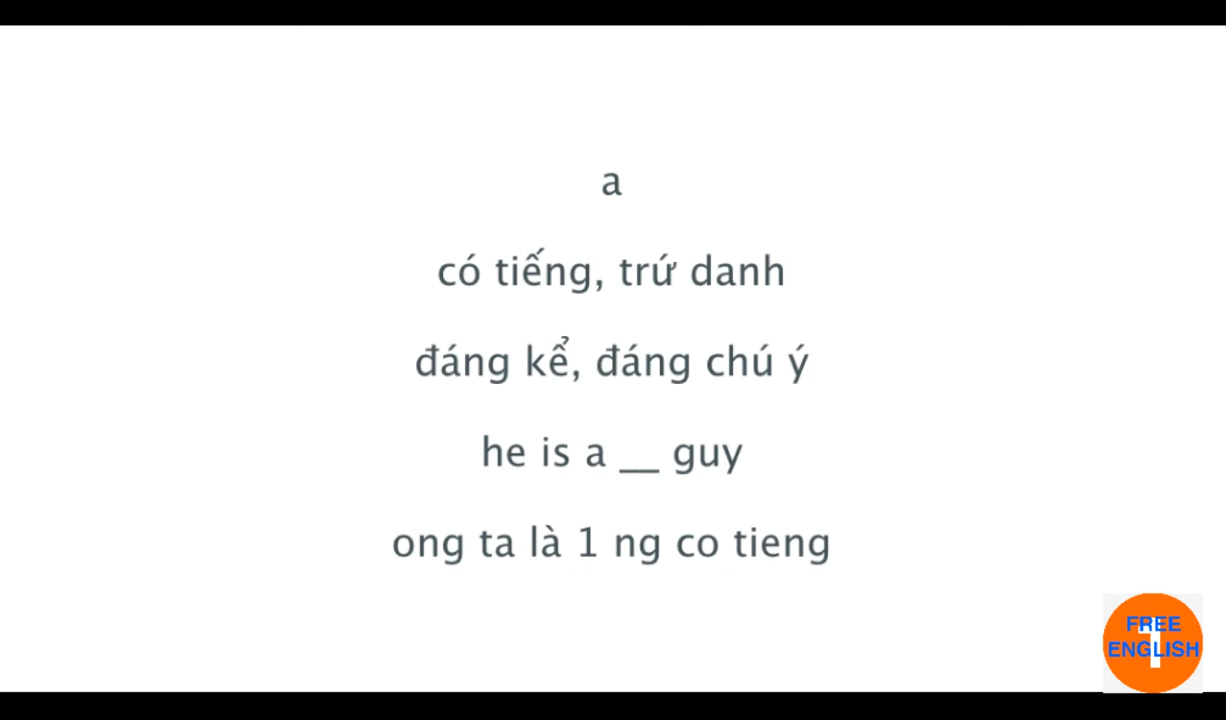 a
có tiếng, trứ danh
đáng kể, đáng chú ý
he is a __ guy
ong ta là 1 ng co tieng
1
FREE
ENGLISH